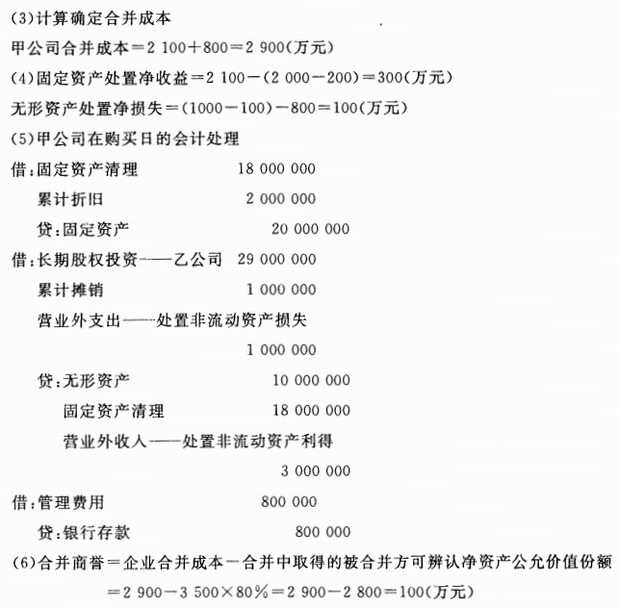 (3)计算确定合并成本
甲公司合并成本=2 100+800=2 900(万元)
(4)固定资产处置净收益=2 100-(2 000-200)=300(万元)
无形资产处置净损失=(1000-100)-800=100(万元)
(5)甲公司在购买日的会计处理
借:固定资产清理 18 000 000
累计折旧 2 000 000
贷:固定资产 20 000 000
借:长期股权投资——乙公司 29 000 000
累计摊销 1 000 000
营业外支出——处置非流动资产损失
1 000 000
贷:无形资产 10 000 000
固定资产清理 18 000 000
营业外收入——处置非流动资产利得
3 000 000
借:管理费用 800 000
贷:银行存款 800 000
(6)合并商誉=企业合并成本-合并中取得的被合并方可辨认净资产公允价值份额
=2 900-3 500×80%=2 900-2 800=100(万元)